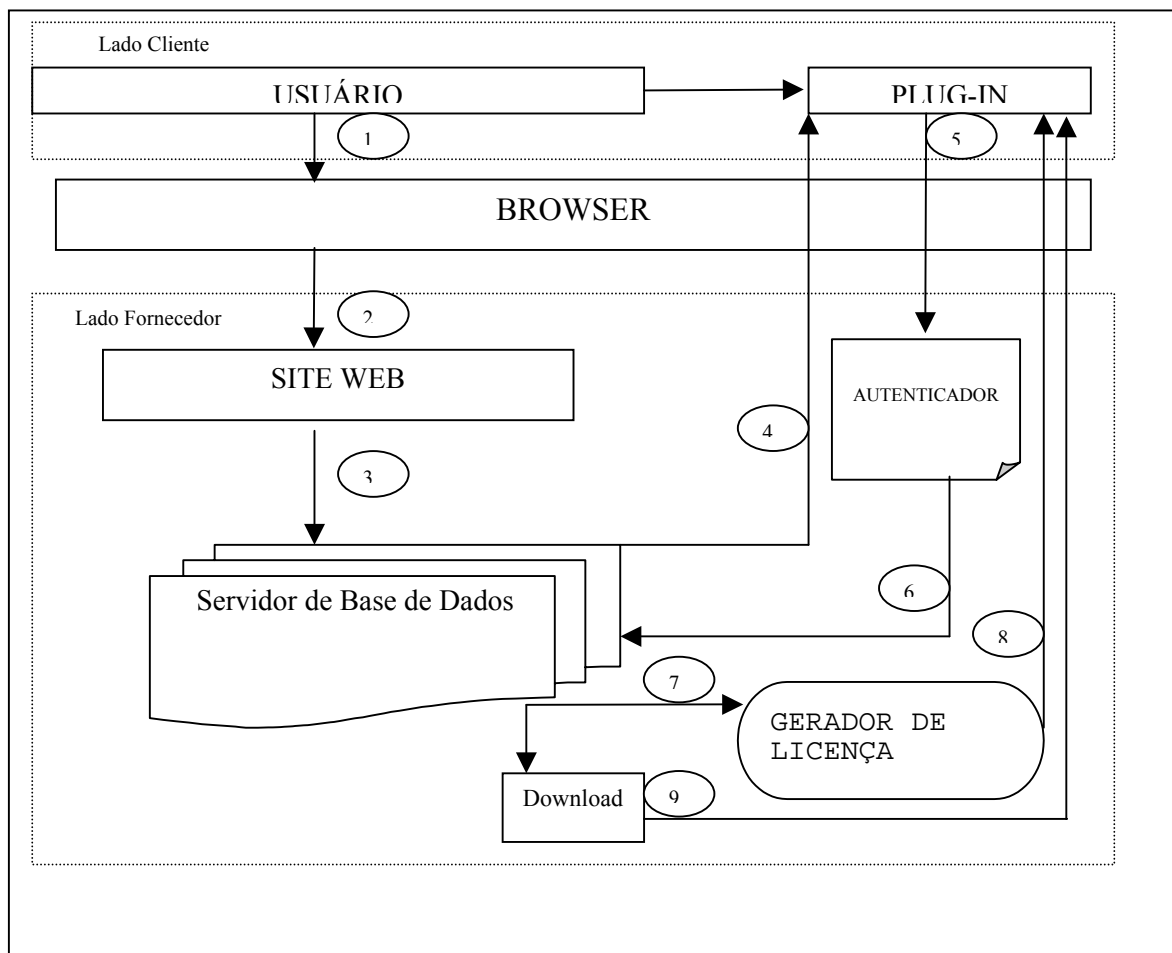 Lado Cliente
USUÁRIO
PLUG-IN
1
5
BROWSER
Lado Fornecedor
2
SITE WEB
AUTENTICADOR
4
3
Servidor de Base de Dados
6
8
7
GERADOR DE
LICENÇA
Download
9